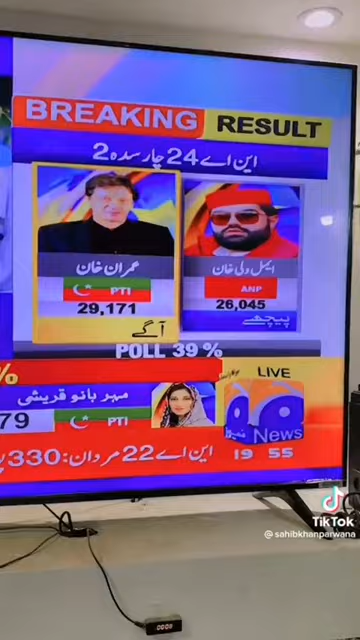 BREAKING RESULT
این اے 24 چارسدہ 2
عمران خان
ایمل ولی خان
PTI
ANP
29,171
26,045
آگے
پیچھے
POLL 39 %
%
LIVE
مہر بانو قریشی
79
PTI
جیو نیوز
News
19 55
این اے 22 مردان: 330
TikTok
@sahibkhanparwana